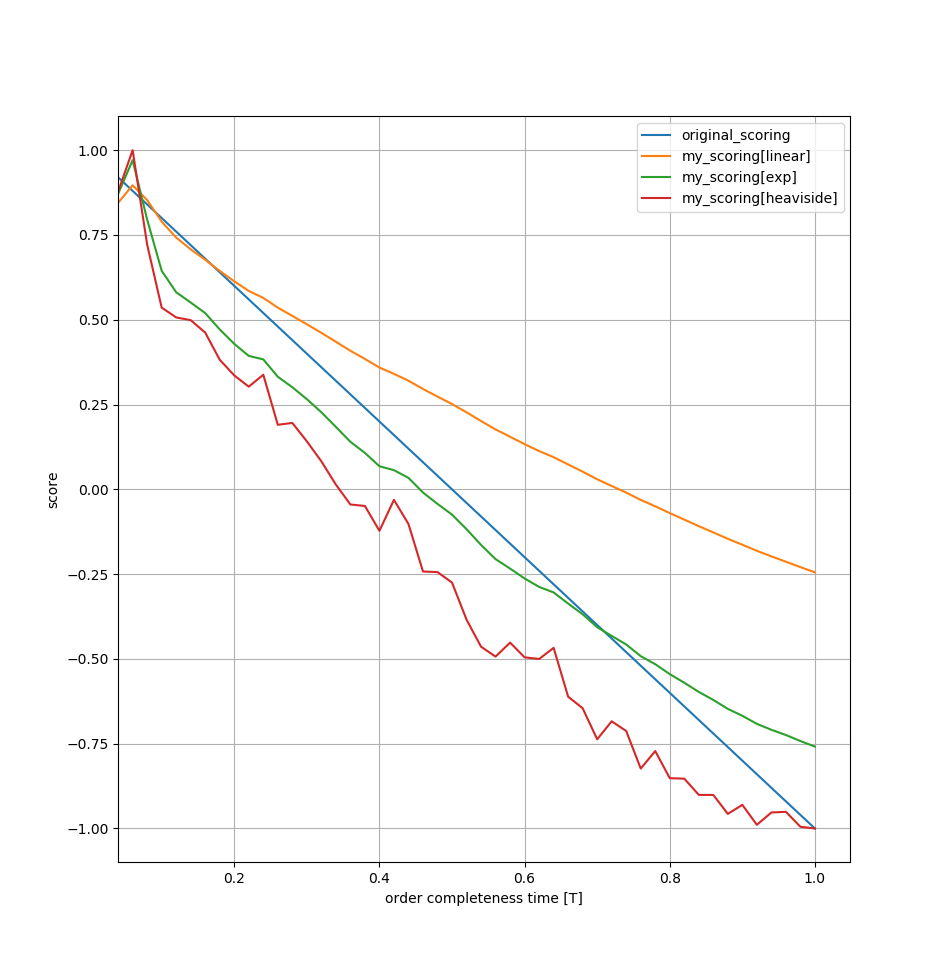 original_scoring
my_scoring[linear]
my_scoring[exp]
my_scoring[heaviside]
1.00
0.75
0.50
0.25
0.00
−0.25
−0.50
−0.75
−1.00
score
0.2 0.4 0.6 0.8 1.0
order completeness time [T]